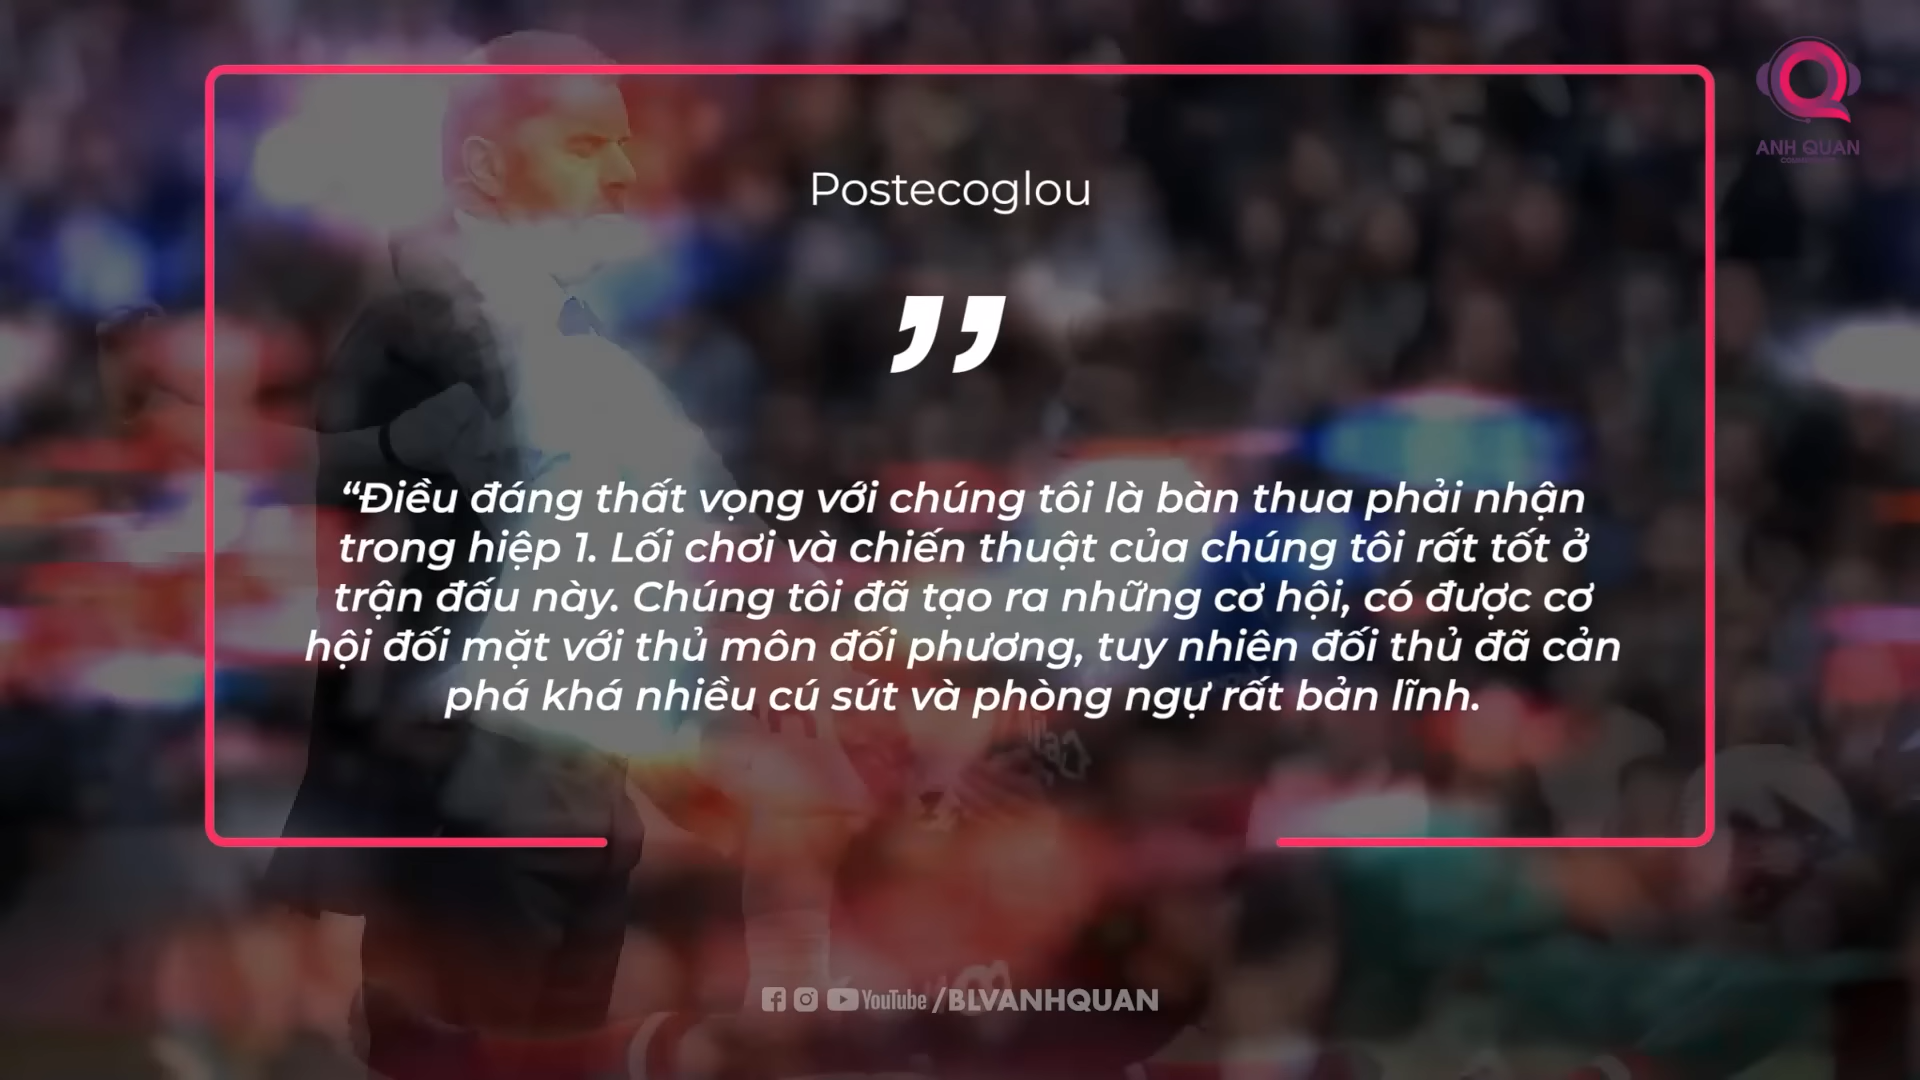 ANH QUAN
Postecoglou
”
“Điều đáng thất vọng với chúng tôi là bàn thua phải nhận
trong hiệp 1. Lối chơi và chiến thuật của chúng tôi rất tốt ở
trận đấu này. Chúng tôi đã tạo ra những cơ hội, có được cơ
hội đối mặt với thủ môn đối phương, tuy nhiên đối thủ đã cản
phá khá nhiều cú sút và phòng ngự rất bản lĩnh.
YouTube /BLVANHQUAN